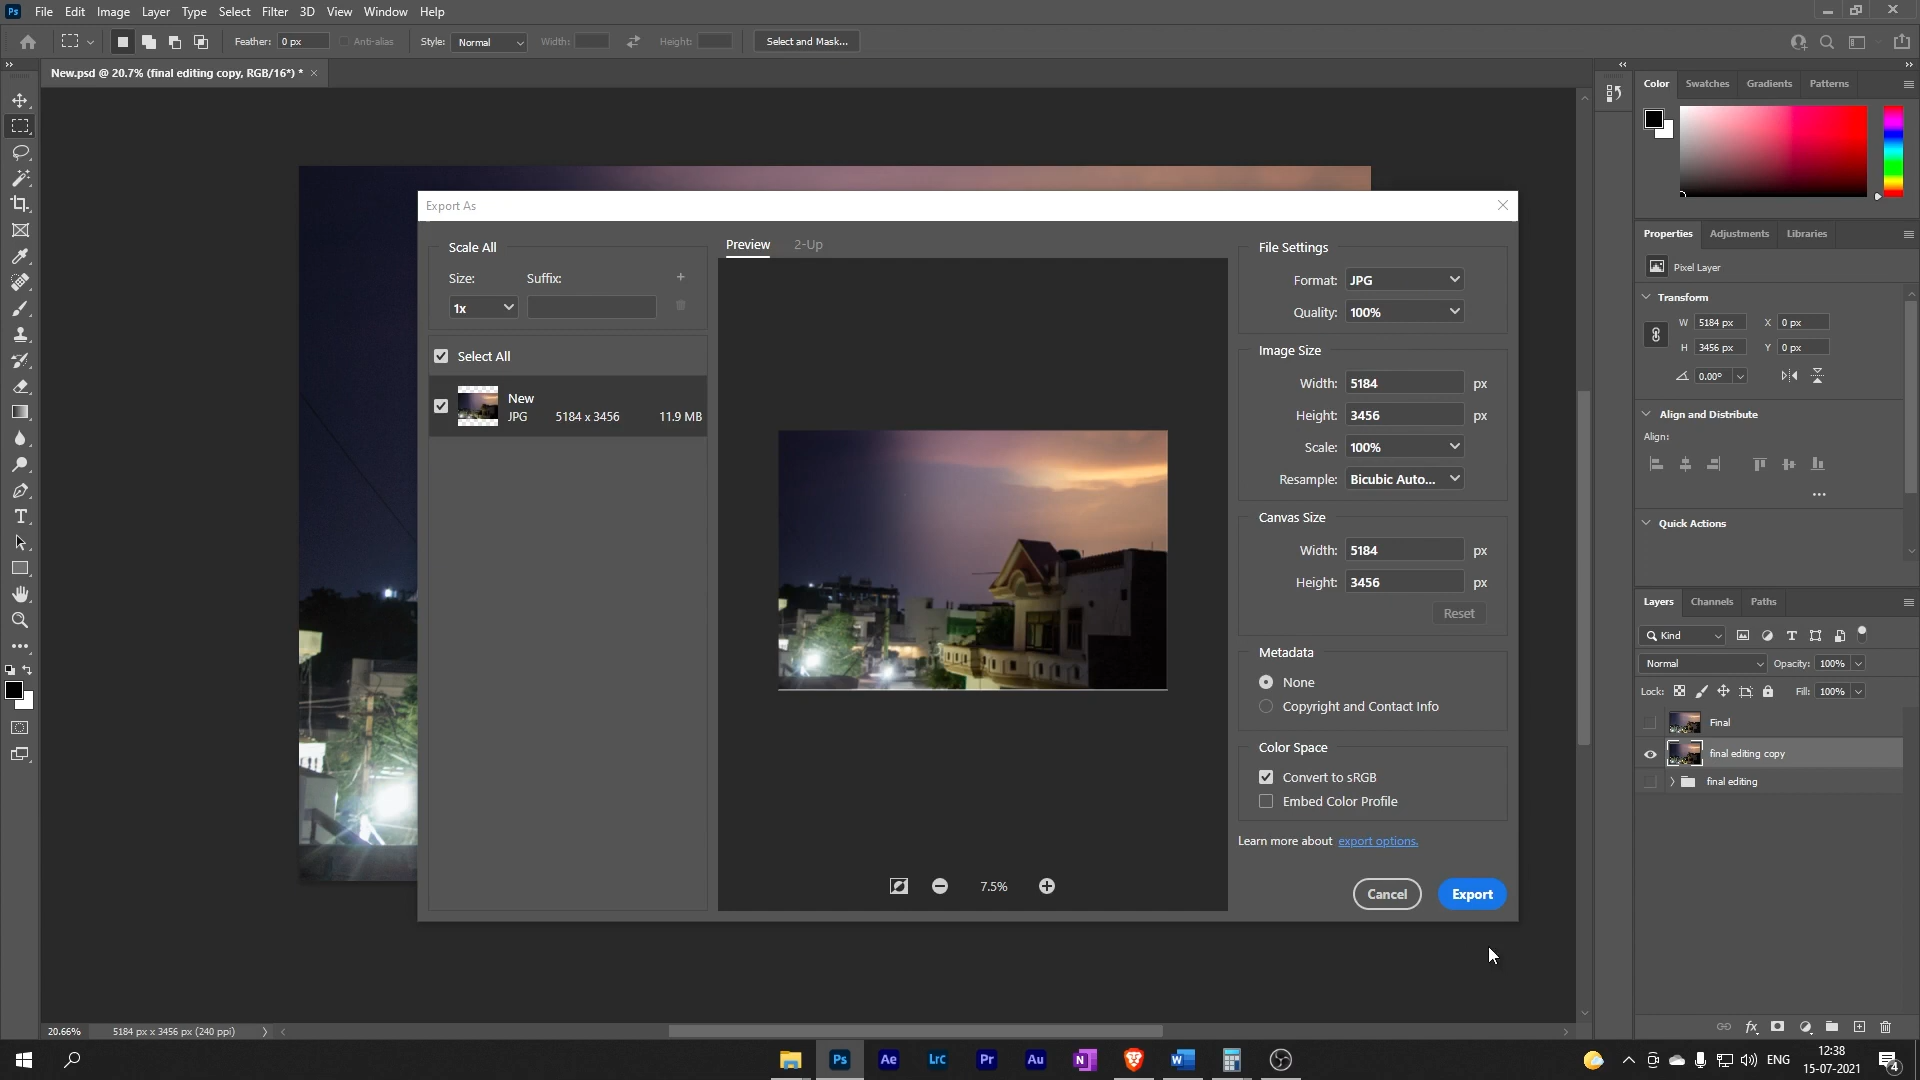 Ps File Edit Image Layer Type Select Filter 3D View Window Help
Feather: 0 px Anti-alias Style: Normal Width: Height: Select and Mask...
New.psd @ 20.7% (final editing copy, RGB/16*) *
Export As
Scale All
Size: Suffix:
1x
Select All
New
JPG 5184 x 3456 11.9 MB
Preview 2-Up
7.5%
File Settings
Format: JPG
Quality: 100%
Image Size
Width: 5184 px
Height: 3456 px
Scale: 100%
Resample: Bicubic Auto...
Canvas Size
Width: 5184 px
Height: 3456 px
Reset
Metadata
None
Copyright and Contact Info
Color Space
Convert to sRGB
Embed Color Profile
Learn more about export options.
Cancel Export
Color Swatches Gradients Patterns
Properties Adjustments Libraries
Pixel Layer
Transform
W 5184 px X 0 px
H 3456 px Y 0 px
0.00°
Align and Distribute
Align:
Quick Actions
Layers Channels Paths
Kind
Normal Opacity: 100%
Lock: Fill: 100%
Final
final editing copy
final editing
fx
20.66% 5184 px x 3456 px (240 ppi)
Ps Ae Lrc Pr Au N W
ENG
12:38
15-07-2021
4